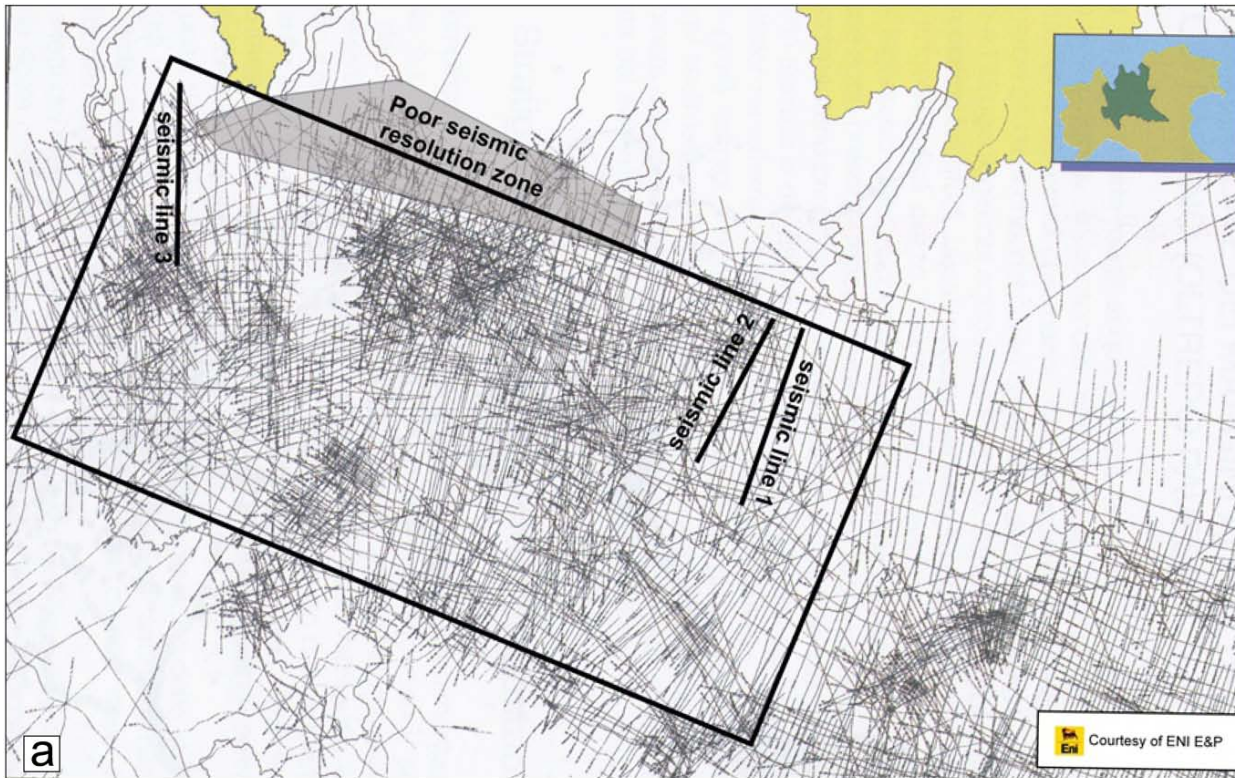 Poor seismic
resolution zone
seismic line 3
seismic line 2
seismic line 1
a
Eni
Courtesy of ENI E&P